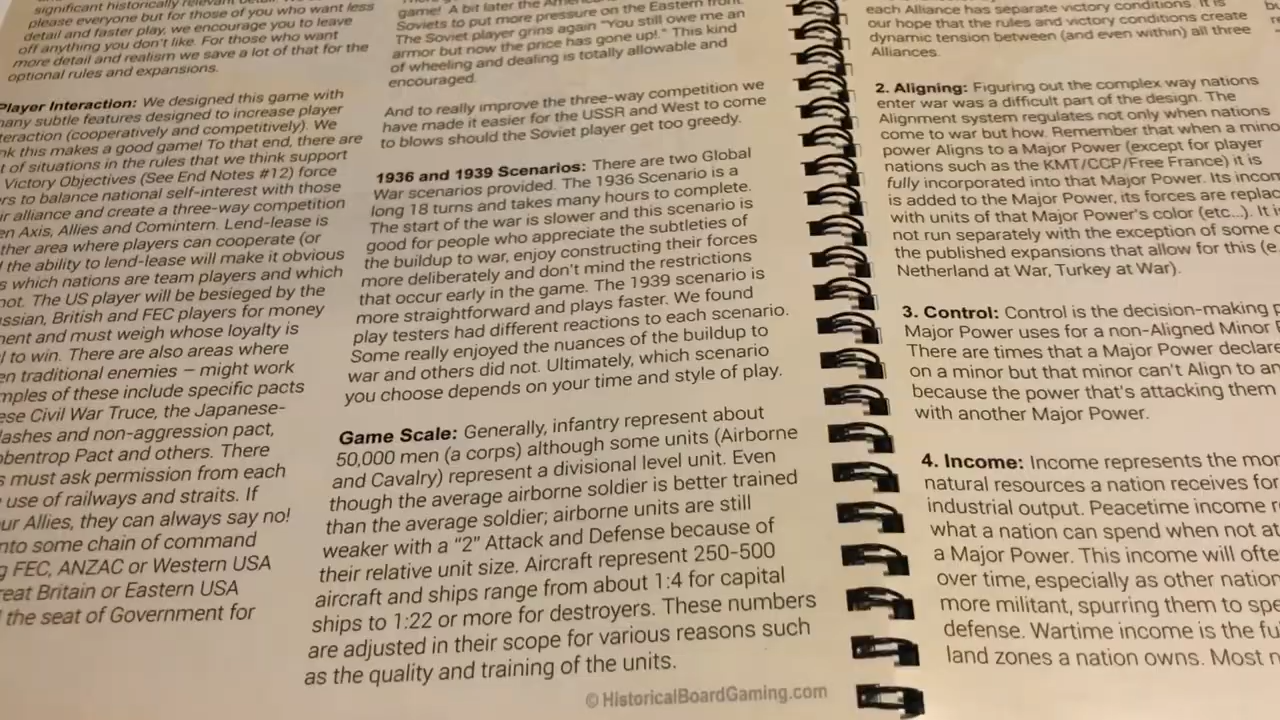 significant historically relevant
please everyone but for those of you who want less
detail and faster play, we encourage you to leave
off anything you don't like. For those who want
more detail and realism we save a lot of that for the
optional rules and expansions.
Player Interaction: We designed this game with
many subtle features designed to increase player
teraction (cooperatively and competitively). We
nk this makes a good game! To that end, there are
t of situations in the rules that we think support
Victory Objectives (See End Notes #12) force
rs to balance national self-interest with those
ir alliance and create a three-way competition
en Axis, Allies and Comintern. Lend-lease is
ther area where players can cooperate (or
the ability to lend-lease will make it obvious
s which nations are team players and which
not. The US player will be besieged by the
ssian, British and FEC players for money
ment and must weigh whose loyalty is
l to win. There are also areas where
en traditional enemies – might work
mples of these include specific pacts
ese Civil War Truce, the Japanese-
lashes and non-aggression pact,
bbentrop Pact and others. There
s must ask permission from each
use of railways and straits. If
ur Allies, they can always say no!
nto some chain of command
g FEC, ANZAC or Western USA
reat Britain or Eastern USA
the seat of Government for
game! A bit later the
Soviets to put more pressure on the Eastern front.
The Soviet player grins again "You still owe me an
armor but now the price has gone up!." This kind
of wheeling and dealing is totally allowable and
encouraged.
And to really improve the three-way competition we
have made it easier for the USSR and West to come
to blows should the Soviet player get too greedy.
1936 and 1939 Scenarios: There are two Global
War scenarios provided. The 1936 Scenario is a
long 18 turns and takes many hours to complete.
The start of the war is slower and this scenario is
good for people who appreciate the subtleties of
the buildup to war, enjoy constructing their forces
more deliberately and don't mind the restrictions
that occur early in the game. The 1939 scenario is
more straightforward and plays faster. We found
play testers had different reactions to each scenario.
Some really enjoyed the nuances of the buildup to
war and others did not. Ultimately, which scenario
you choose depends on your time and style of play.
Game Scale: Generally, infantry represent about
50,000 men (a corps) although some units (Airborne
and Cavalry) represent a divisional level unit. Even
though the average airborne soldier is better trained
than the average soldier; airborne units are still
weaker with a "2" Attack and Defense because of
their relative unit size. Aircraft represent 250-500
aircraft and ships range from about 1:4 for capital
ships to 1:22 or more for destroyers. These numbers
are adjusted in their scope for various reasons such
as the quality and training of the units.
© HistoricalBoardGaming.com
each Alliance has separate victory conditions. It is
our hope that the rules and victory conditions create
dynamic tension between (and even within) all three
Alliances.
2. Aligning: Figuring out the complex way nations
enter war was a difficult part of the design. The
Alignment system regulates not only when nations
come to war but how. Remember that when a mino
power Aligns to a Major Power (except for player
nations such as the KMT/CCP/Free France) it is
fully incorporated into that Major Power. Its incom
is added to the Major Power, its forces are replac
with units of that Major Power's color (etc...). It i
not run separately with the exception of some o
the published expansions that allow for this (e.
Netherland at War, Turkey at War).
3. Control: Control is the decision-making p
Major Power uses for a non-Aligned Minor
There are times that a Major Power declare
on a minor but that minor can't Align to an
because the power that's attacking them
with another Major Power.
4. Income: Income represents the mon
natural resources a nation receives for
industrial output. Peacetime income r
what a nation can spend when not at
a Major Power. This income will ofte
over time, especially as other nation
more militant, spurring them to spe
defense. Wartime income is the fu
land zones a nation owns. Most